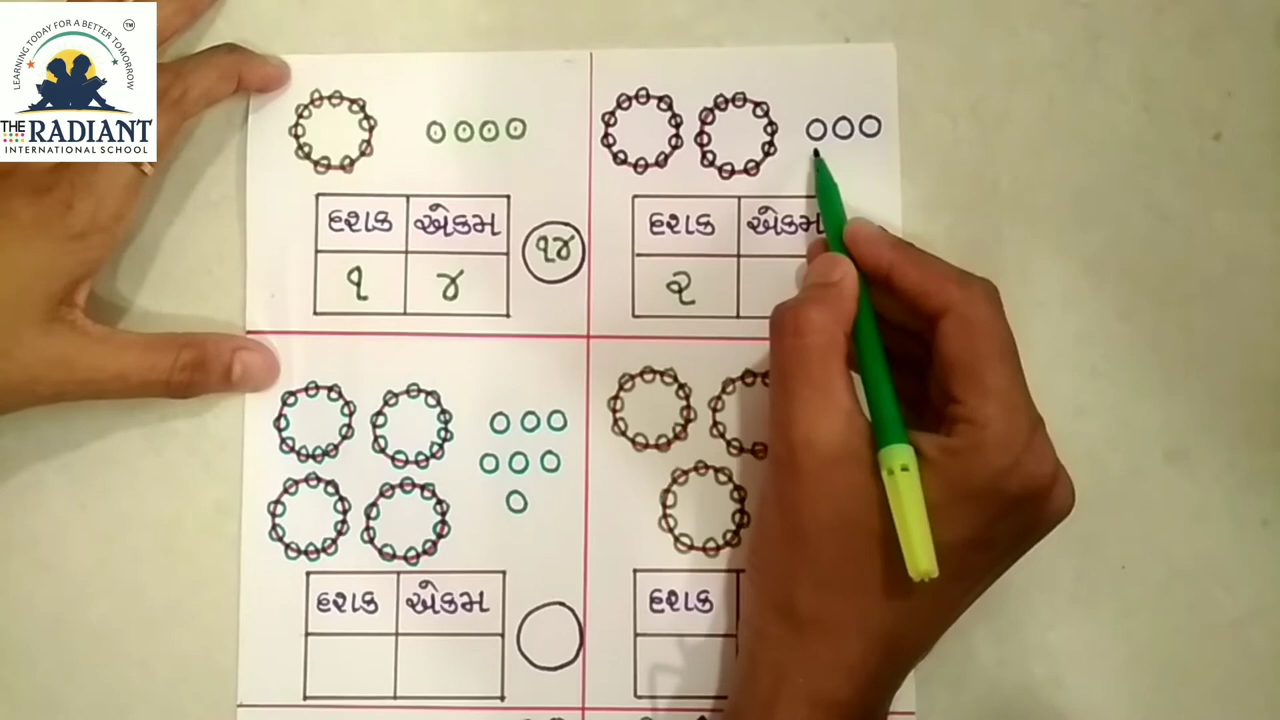 LEARNING TODAY FOR A BETTER TOMORROW
TM
THE RADIANT
INTERNATIONAL SCHOOL
દશક એકમ
૧ ૪
૧૪
દશક એકમ
૨
દશક એકમ
દશક